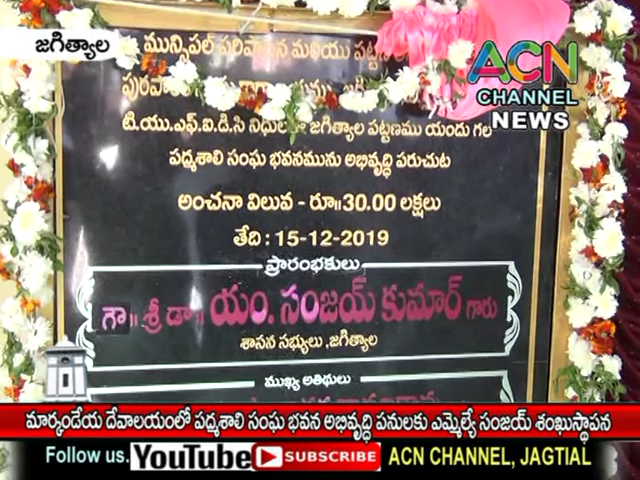 జగిత్యాల
మున్సిపల్ పరిపాలన మరియు
ACN
CHANNEL
NEWS
టి.యు.ఎఫ్.ఐ.డి.సి నిధులతో జగిత్యాల పట్టణము యందు గల
పద్మశాలి సంఘ భవనమును అభివృద్ధి పరుచుట
అంచనా విలువ - రూ॥30.00 లక్షలు
తేది : 15-12-2019
ప్రారంభకులు
గౌ॥ శ్రీ డా॥ యం. సంజయ్ కుమార్ గారు
శాసన సభ్యులు, జగిత్యాల
ముఖ్య అతిథులు
మార్కండేయ దేవాలయంలో పద్మశాలి సంఘ భవన అభివృద్ధి పనులకు ఎమ్మెల్యే సంజయ్ శంఖుస్థాపన
Follow us. YouTube SUBSCRIBE ACN CHANNEL, JAGTIAL